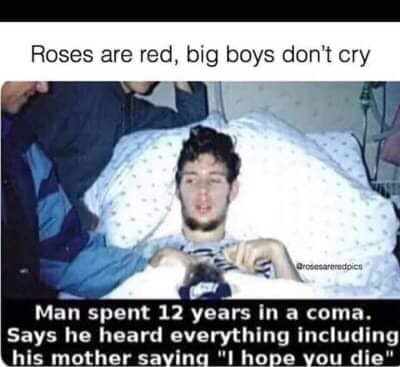 Roses are red, big boys don't cry
@rosesareredpics
Man spent 12 years in a coma.
Says he heard everything including
his mother saying "I hope you die"